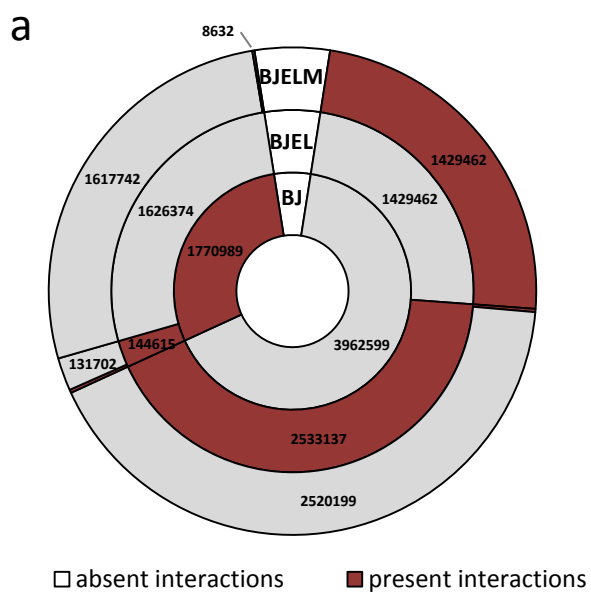 a
8632
BJELM
BJEL
BJ
1429462
1617742
1429462
1626374
1770989
3962599
144615
131702
2533137
2520199
absent interactions
present interactions